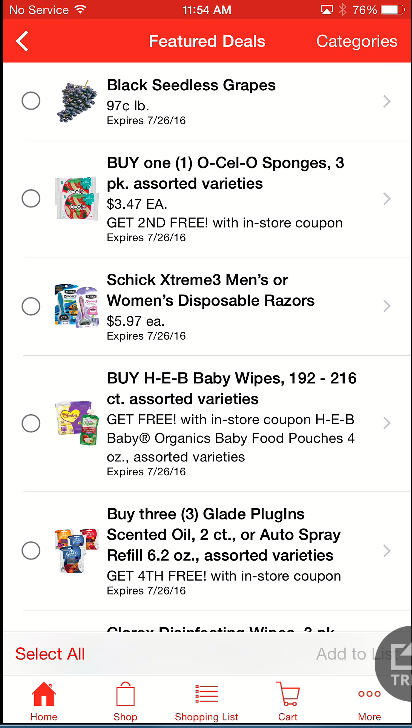 No Service 11:54 AM 76%
Featured Deals Categories
Black Seedless Grapes
97c lb.
Expires 7/26/16
BUY one (1) O-Cel-O Sponges, 3
pk. assorted varieties
$3.47 EA.
GET 2ND FREE! with in-store coupon
Expires 7/26/16
Schick Xtreme3 Men's or
Women's Disposable Razors
$5.97 ea.
Expires 7/26/16
BUY H-E-B Baby Wipes, 192 - 216
ct. assorted varieties
GET FREE! with in-store coupon H-E-B
Baby® Organics Baby Food Pouches 4
oz., assorted varieties
Expires 7/26/16
Buy three (3) Glade PlugIns
Scented Oil, 2 ct., or Auto Spray
Refill 6.2 oz., assorted varieties
GET 4TH FREE! with in-store coupon
Expires 7/26/16
Clorox Disinfecting Wipes, 3 pk.
Select All Add to Lis
TR
Home Shop Shopping List Cart More